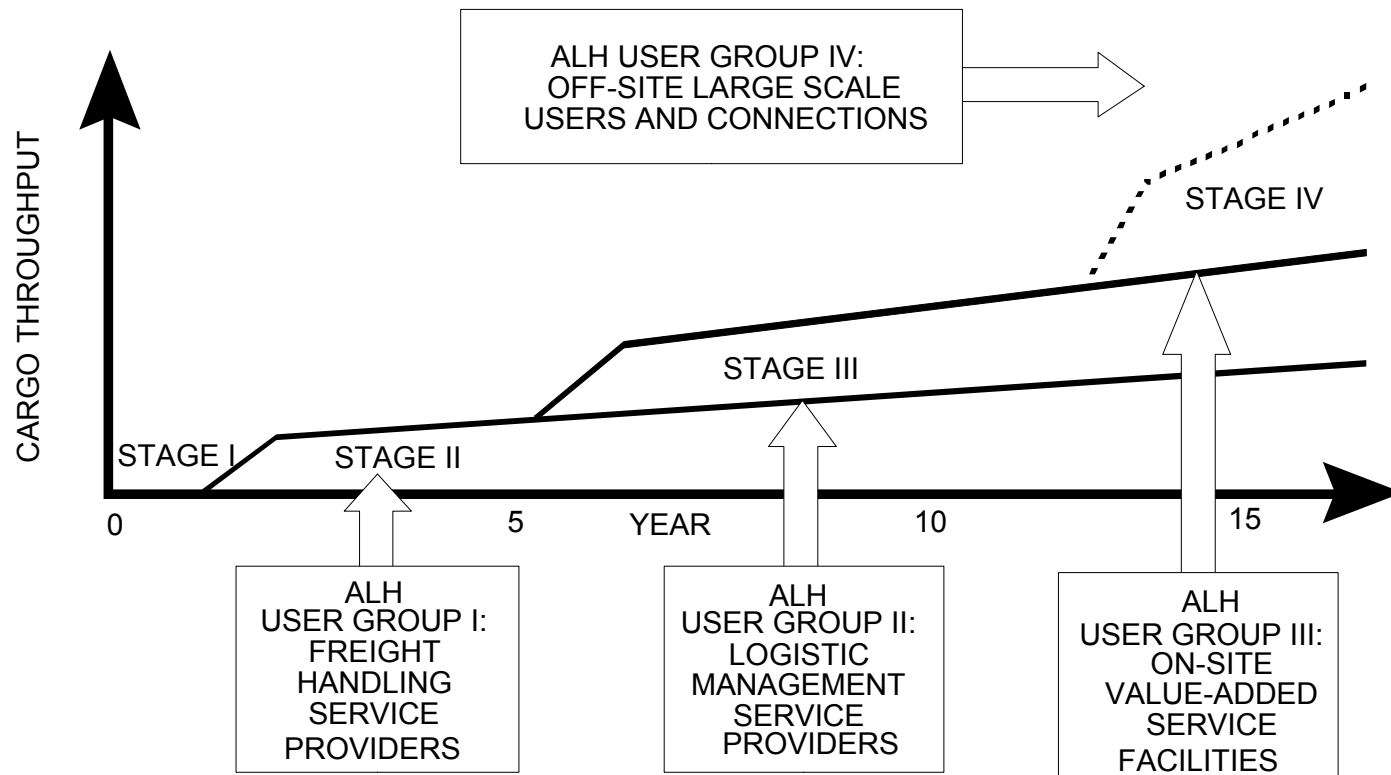 ALH USER GROUP IV:
OFF-SITE LARGE SCALE
USERS AND CONNECTIONS
CARGO THROUGHPUT
STAGE IV
STAGE III
STAGE I
STAGE II
0
5
YEAR
10
15
ALH
USER GROUP I:
FREIGHT
HANDLING
SERVICE
PROVIDERS
ALH
USER GROUP II:
LOGISTIC
MANAGEMENT
SERVICE
PROVIDERS
ALH
USER GROUP III:
ON-SITE
VALUE-ADDED
SERVICE
FACILITIES